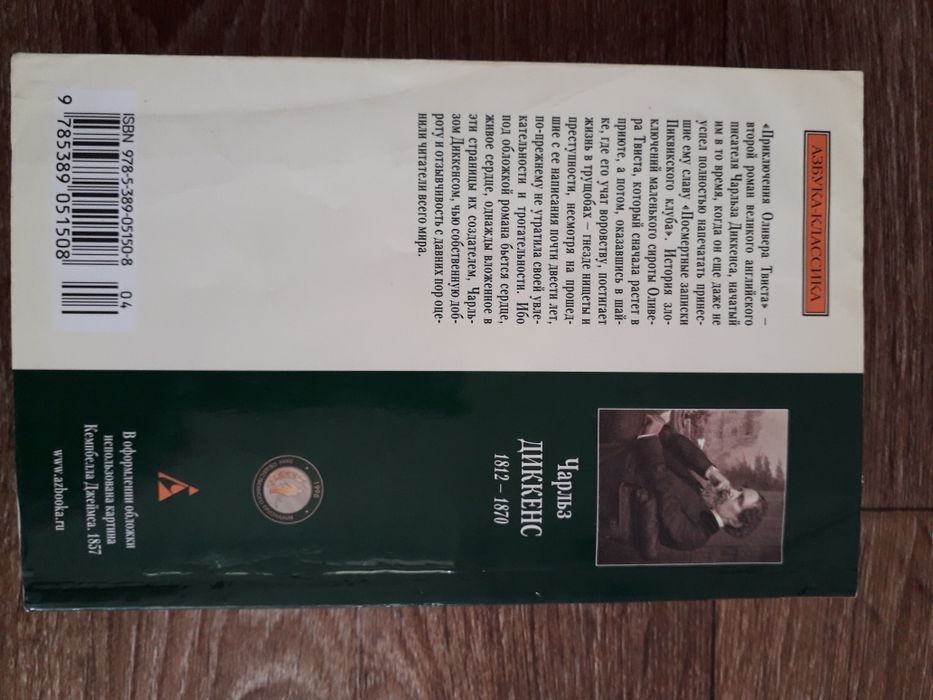 АЗБУКА-КЛАССИКА
«Приключения Оливера Твиста» –
второй роман великого английского
писателя Чарльза Диккенса, начатый
им в то время, когда он еще даже не
успел полностью напечатать принес-
шие ему славу «Посмертные записки
Пиквикского клуба». История зло-
ключений маленького сироты Оливе-
ра Твиста, который сначала растет в
приюте, а потом, оказавшись в шай-
ке, где его учат воровству, постигает
жизнь в трущобах – гнезде нищеты и
преступности, несмотря на прошед-
шие с ее написания почти двести лет,
по-прежнему не утратила своей увле-
кательности и трогательности. Ибо
под обложкой романа бьется сердце,
живое сердце, однажды вложенное в
эти страницы их создателем, Чарль-
зом Диккенсом, чью собственную доб-
роту и отзывчивость с давних пор оце-
нили читатели всего мира.
ISBN 978-5-389-05150-8
04
9 785389 051508
Чарльз
ДИККЕНС
1812 – 1870
1998
В оформлении обложки
использована картина
Кемпбелла Джеймса. 1857
www.azbooka.ru